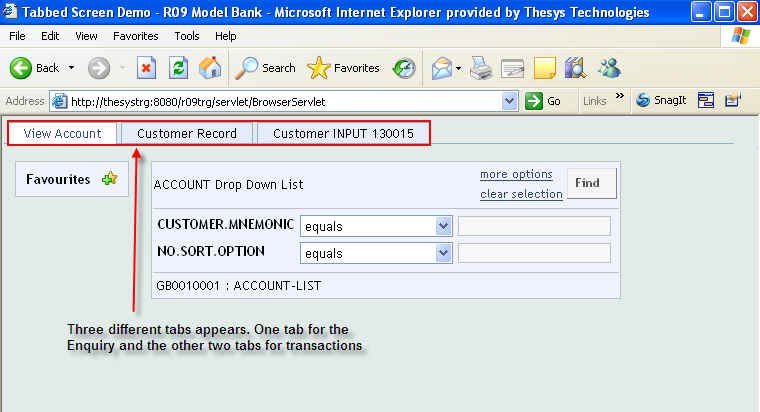 Tabbed Screen Demo - R09 Model Bank - Microsoft Internet Explorer provided by Thesys Technologies
File Edit View Favorites Tools Help
Back Search Favorites
Address http://thesystrg:8080/r09trg/servlet/BrowserServlet Go Links » SnagIt
View Account Customer Record Customer INPUT 130015
Favourites
ACCOUNT Drop Down List
more options
clear selection
Find
CUSTOMER.MNEMONIC equals
NO.SORT.OPTION equals
GB0010001 : ACCOUNT-LIST
Three different tabs appears. One tab for the
Enquiry and the other two tabs for transactions